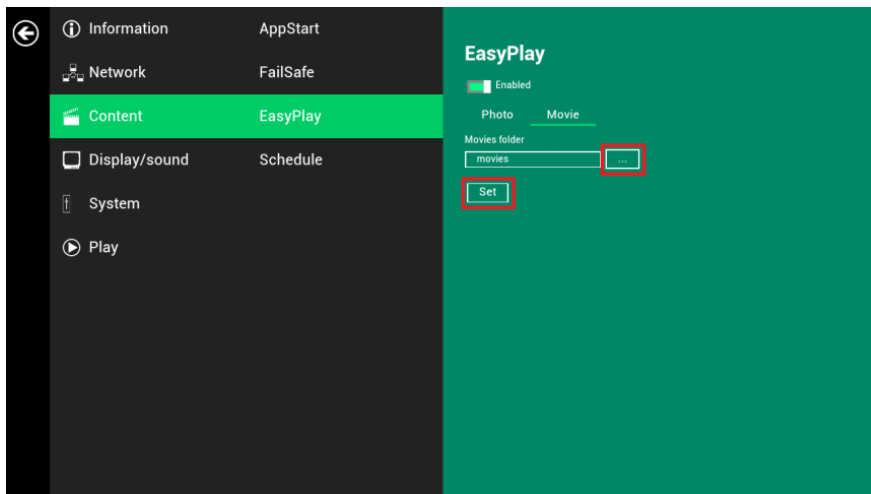 Information
Network
Content
Display/sound
System
Play
AppStart
FailSafe
EasyPlay
Schedule
EasyPlay
Enabled
Photo Movie
Movies folder
movies ...
Set